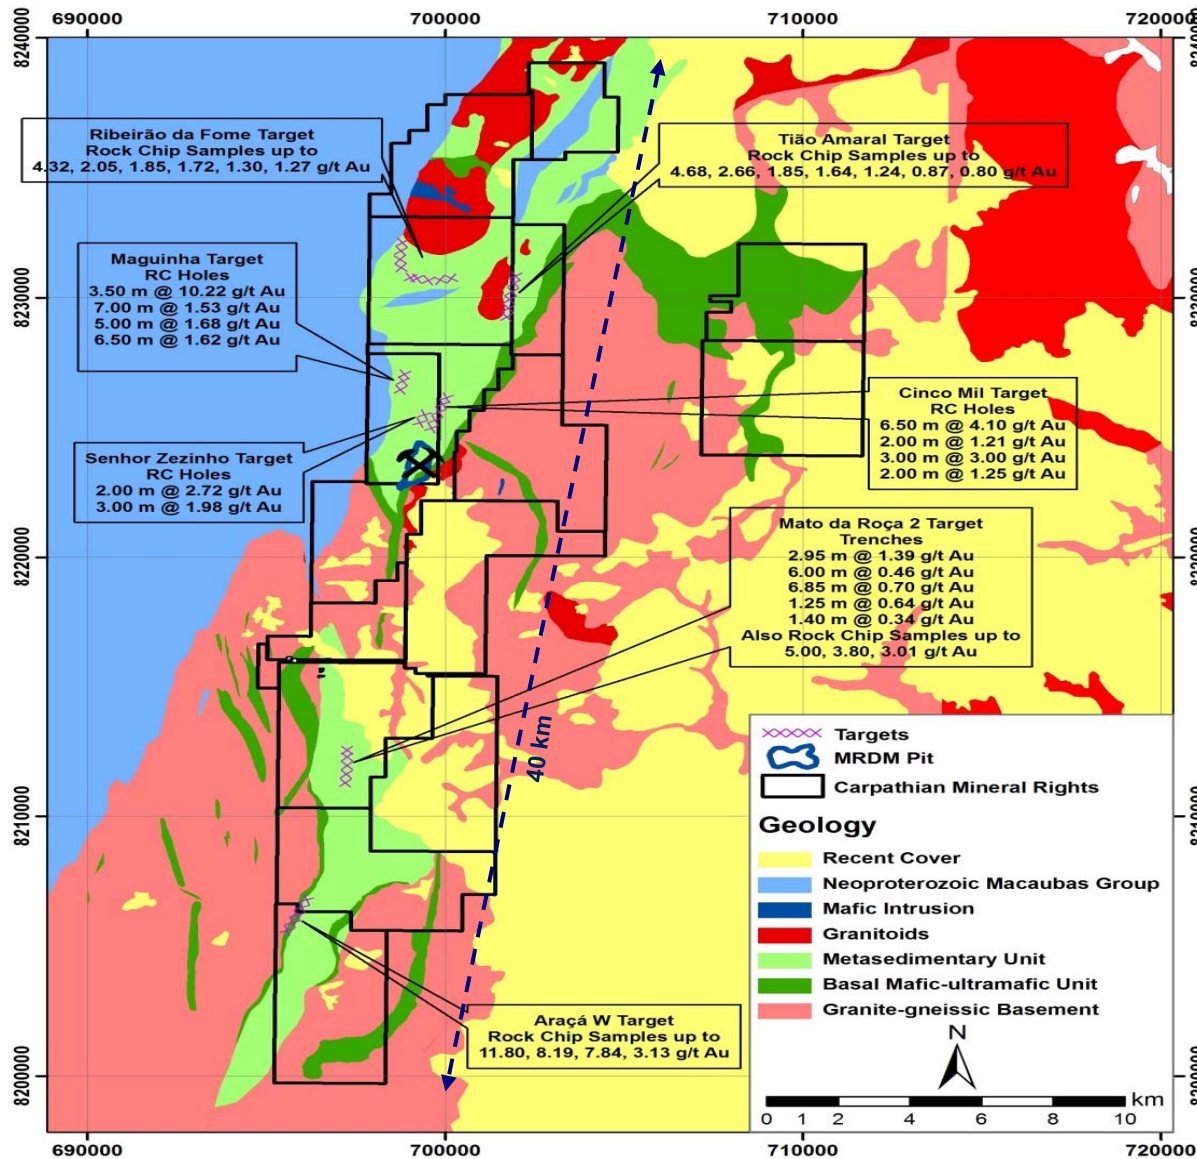 690000
700000
710000
720000
8240000
8240000
Ribeirão da Fome Target
Rock Chip Samples up to
4.32, 2.05, 1.85, 1.72, 1.30, 1.27 g/t Au
Tião Amaral Target
Rock Chip Samples up to
4.68, 2.66, 1.85, 1.64, 1.24, 0.87, 0.80 g/t Au
Maguinha Target
RC Holes
3.50 m @ 10.22 g/t Au
7.00 m @ 1.53 g/t Au
5.00 m @ 1.68 g/t Au
6.50 m @ 1.62 g/t Au
8230000
8230000
Cinco Mil Target
RC Holes
6.50 m @ 4.10 g/t Au
2.00 m @ 1.21 g/t Au
3.00 m @ 3.00 g/t Au
2.00 m @ 1.25 g/t Au
Senhor Zezinho Target
RC Holes
2.00 m @ 2.72 g/t Au
3.00 m @ 1.98 g/t Au
Mato da Roça 2 Target
Trenches
2.95 m @ 1.39 g/t Au
6.00 m @ 0.46 g/t Au
6.85 m @ 0.70 g/t Au
1.25 m @ 0.64 g/t Au
1.40 m @ 0.34 g/t Au
Also Rock Chip Samples up to
5.00, 3.80, 3.01 g/t Au
8220000
8220000
40 km
8210000
8210000
Targets
MRDM Pit
Carpathian Mineral Rights
Geology
Recent Cover
Neoproterozoic Macaubas Group
Mafic Intrusion
Granitoids
Metasedimentary Unit
Basal Mafic-ultramafic Unit
Granite-gneissic Basement
N
km
0 2 4 6 8 10
Araçá W Target
Rock Chip Samples up to
11.80, 8.19, 7.84, 3.13 g/t Au
8200000
8200000
690000
700000
710000
720000